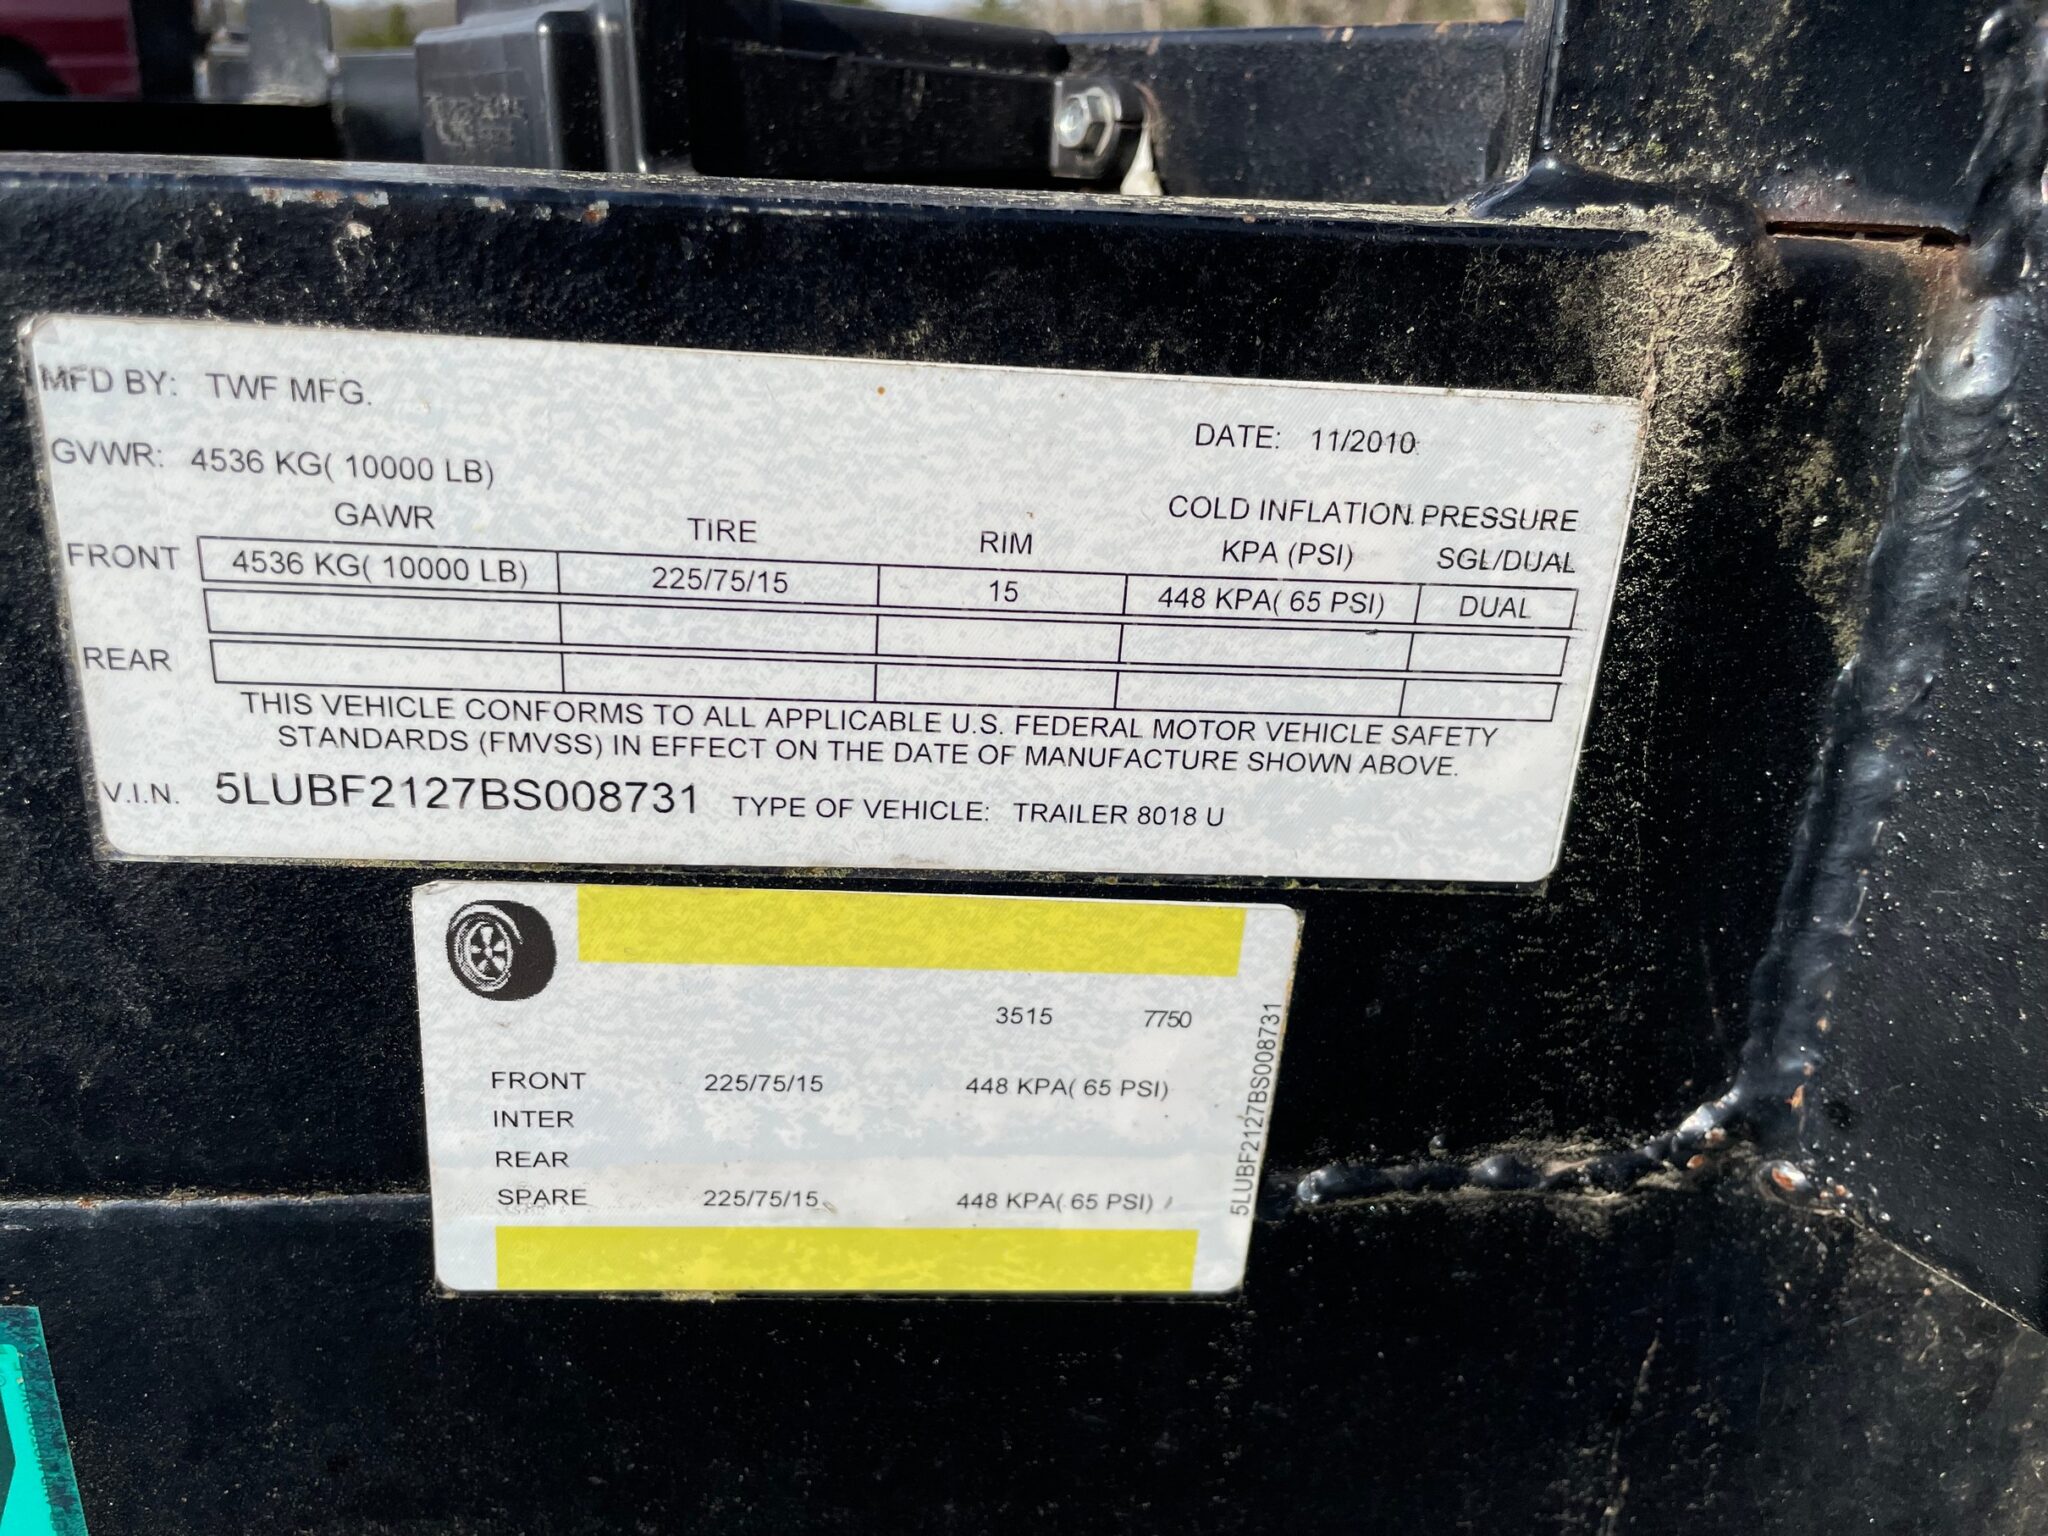 MFD BY: TWF MFG.
DATE: 11/2010
GVWR: 4536 KG( 10000 LB)
GAWR TIRE RIM COLD INFLATION PRESSURE
KPA (PSI) SGL/DUAL
FRONT 4536 KG( 10000 LB) 225/75/15 15 448 KPA( 65 PSI) DUAL
REAR
THIS VEHICLE CONFORMS TO ALL APPLICABLE U.S. FEDERAL MOTOR VEHICLE SAFETY
STANDARDS (FMVSS) IN EFFECT ON THE DATE OF MANUFACTURE SHOWN ABOVE.
V.I.N. 5LUBF2127BS008731 TYPE OF VEHICLE: TRAILER 8018 U
3515 7750
FRONT 225/75/15 448 KPA( 65 PSI)
INTER
REAR
SPARE 225/75/15 448 KPA( 65 PSI)
5LUBF2127BS008731